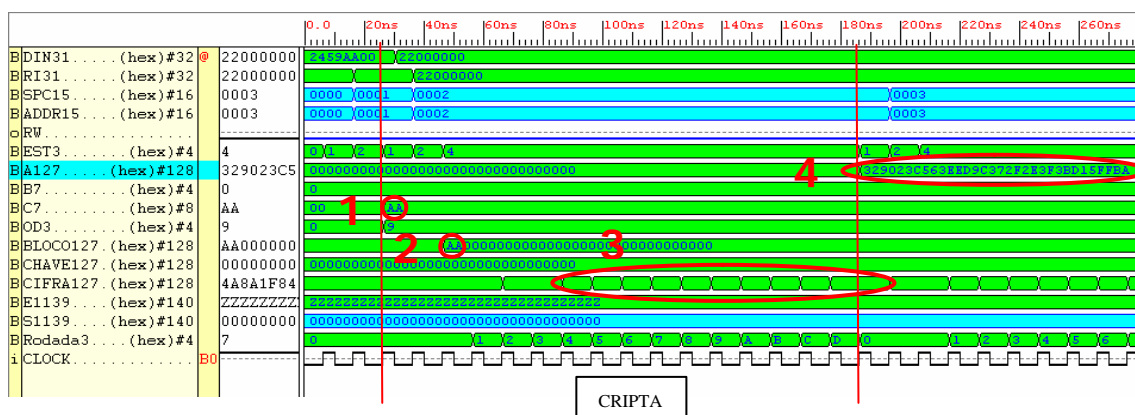 0.0 20ns 40ns 60ns 80ns 100ns 120ns 140ns 160ns 180ns 200ns 220ns 240ns 260ns
B DIN31.....(hex)#32 @ 22000000 2459AA00 22000000
B RI31......(hex)#32 22000000 22000000
B SPC15.....(hex)#16 0003 0000 0001 0002 0003
B ADDR15....(hex)#16 0003 0000 0001 0002 0003
o RW................
B EST3.......(hex)#4 4 0 1 2 1 2 4 1 2 4
B A127.....(hex)#128 329023C5 00000000000000000000000000000000 4 329023C563EED9C372F2E3F3BD15FFBA
B B7.........(hex)#4 0 0
B C7.........(hex)#8 AA 00 1 AA
B OD3........(hex)#4 9 0 9
B BLOCO127.(hex)#128 AA000000 2 AA000000000000000000000000000000 3
B CHAVE127.(hex)#128 00000000 00000000000000000000000000000000
B CIFRA127.(hex)#128 4A8A1F84
B E1139....(hex)#140 ZZZZZZZZ ZZZZZZZZZZZZZZZZZZZZZZZZZZZZZZZZZZZ
B S1139....(hex)#140 00000000 00000000000000000000000000000000000
B Rodada3....(hex)#4 7 0 1 2 3 4 5 6 7 8 9 A B C D 0 1 2 3 4 5 6
i CLOCK............. B0
CRIPTA